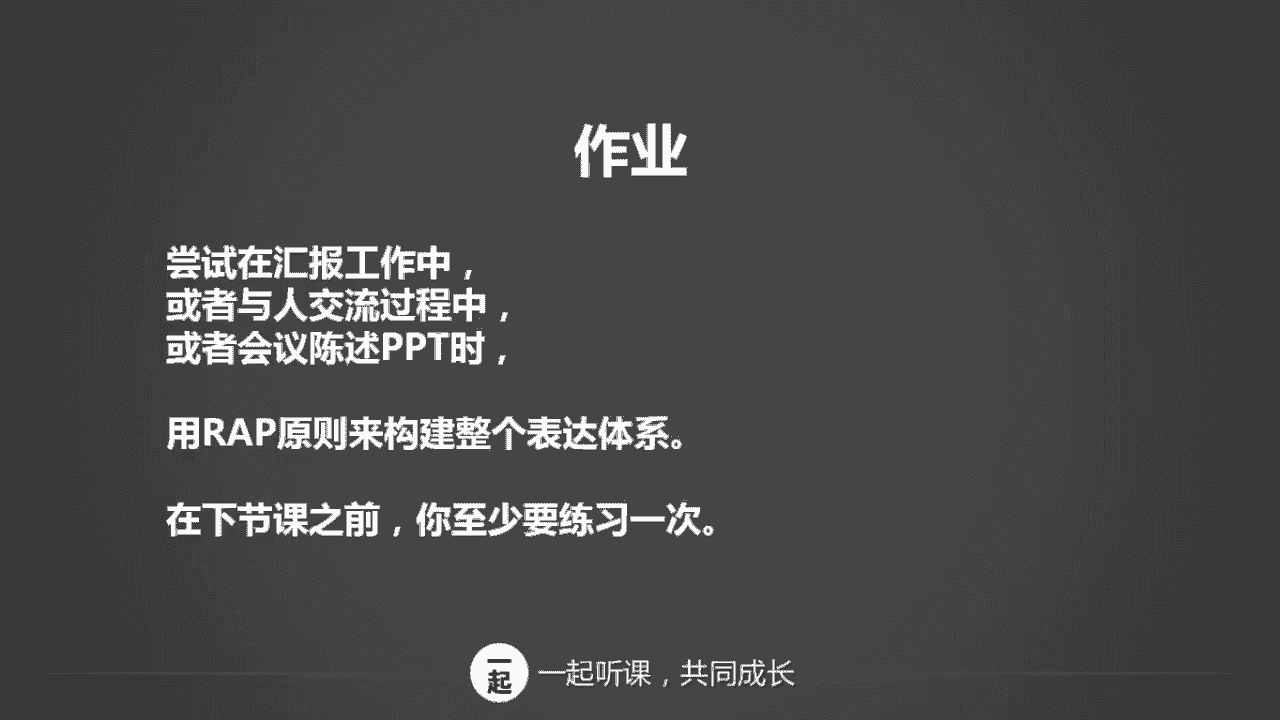 作业
尝试在汇报工作中，
或者与人交流过程中，
或者会议陈述PPT时，
用RAP原则来构建整个表达体系。
在下节课之前，你至少要练习一次。
一起
一起听课，共同成长